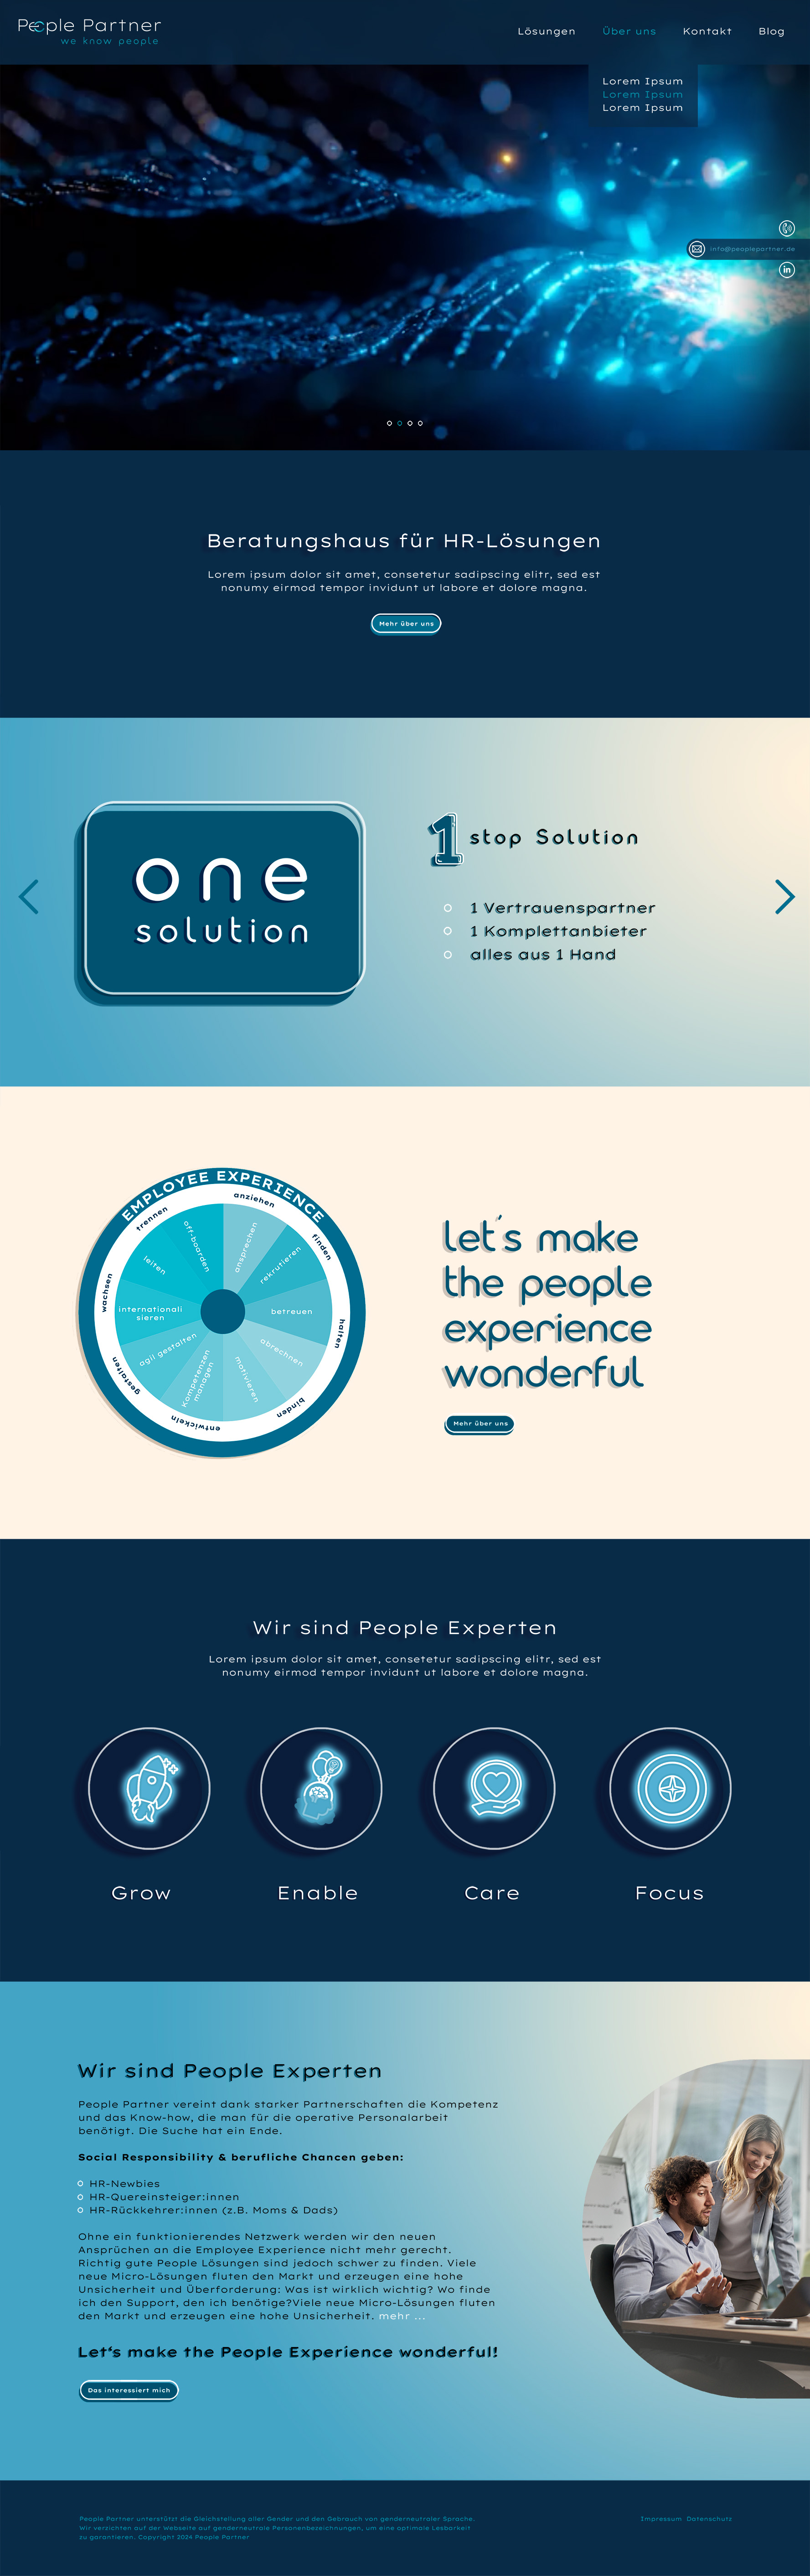 People Partner
we know people
Lösungen
Über uns
Kontakt
Blog
Lorem Ipsum
Lorem Ipsum
Lorem Ipsum
info@peoplepartner.de
in
Beratungshaus für HR-Lösungen
Lorem ipsum dolor sit amet, consetetur sadipscing elitr, sed est
nonumy eirmod tempor invidunt ut labore et dolore magna.
Mehr über uns
one
solution
1 stop Solution
1 Vertrauenspartner
1 Komplettanbieter
alles aus 1 Hand
EMPLOYEE EXPERIENCE
anziehen
finden
halten
binden
entwickeln
gestalten
wachsen
trennen
ansprechen
rekrutieren
betreuen
abrechnen
motivieren
Kompetenzen
managen
agil gestalten
internationali
sieren
leiten
off-boarden
let's make
the people
experience
wonderful
Mehr über uns
Wir sind People Experten
Lorem ipsum dolor sit amet, consetetur sadipscing elitr, sed est
nonumy eirmod tempor invidunt ut labore et dolore magna.
Grow
Enable
Care
Focus
Wir sind People Experten
People Partner vereint dank starker Partnerschaften die Kompetenz
und das Know-how, die man für die operative Personalarbeit
benötigt. Die Suche hat ein Ende.
Social Responsibility & berufliche Chancen geben:
HR-Newbies
HR-Quereinsteiger:innen
HR-Rückkehrer:innen (z.B. Moms & Dads)
Ohne ein funktionierendes Netzwerk werden wir den neuen
Ansprüchen an die Employee Experience nicht mehr gerecht.
Richtig gute People Lösungen sind jedoch schwer zu finden. Viele
neue Micro-Lösungen fluten den Markt und erzeugen eine hohe
Unsicherheit und Überforderung: Was ist wirklich wichtig? Wo finde
ich den Support, den ich benötige?Viele neue Micro-Lösungen fluten
den Markt und erzeugen eine hohe Unsicherheit. mehr ...
Let's make the People Experience wonderful!
Das interessiert mich
People Partner unterstützt die Gleichstellung aller Gender und den Gebrauch von genderneutraler Sprache.
Wir verzichten auf der Webseite auf genderneutrale Personenbezeichnungen, um eine optimale Lesbarkeit
zu garantieren. Copyright 2024 People Partner
Impressum Datenschutz